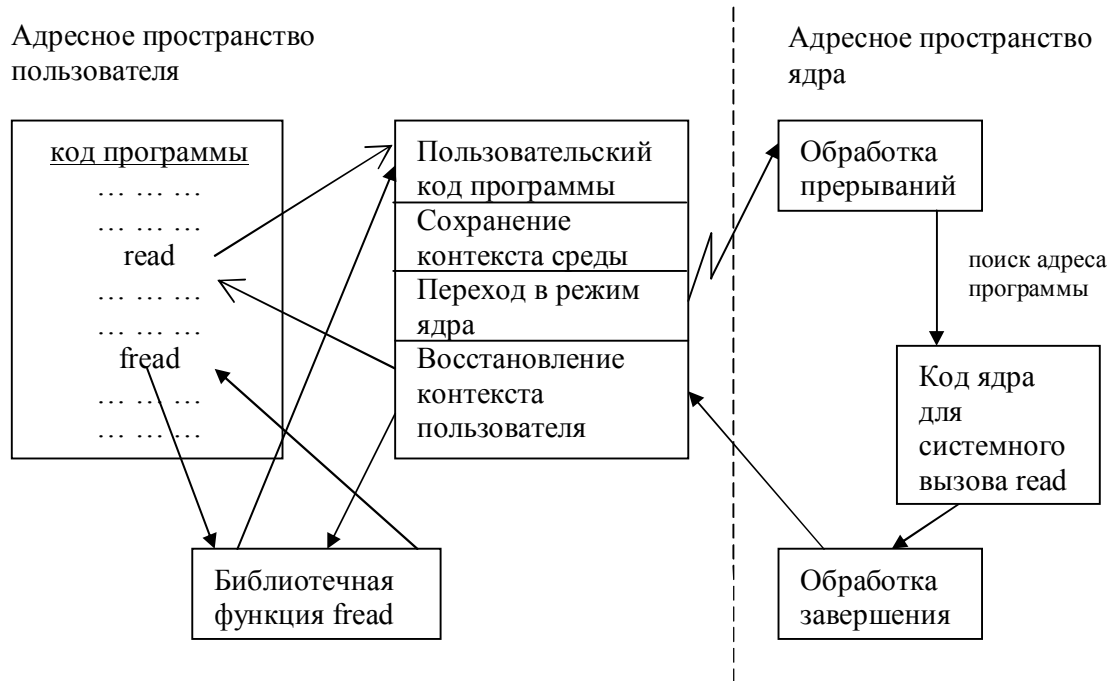 Адресное пространство
пользователя
Адресное пространство
ядра
код программы
... ... ...
... ... ...
read
... ... ...
... ... ...
fread
... ... ...
... ... ...
Пользовательский
код программы
Сохранение
контекста среды
Переход в режим
ядра
Восстановление
контекста
пользователя
Обработка
прерываний
поиск адреса
программы
Код ядра
для
системного
вызова read
Библиотечная
функция fread
Обработка
завершения